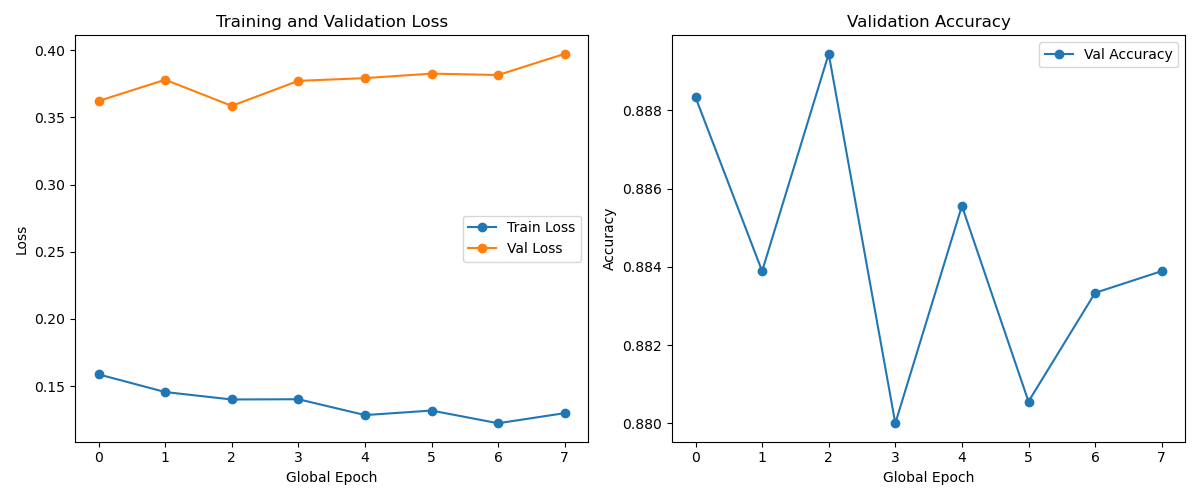 Training and Validation Loss
Loss
0.40
0.35
0.30
0.25
0.20
0.15
Train Loss
Val Loss
0 1 2 3 4 5 6 7
Global Epoch
Validation Accuracy
Accuracy
0.888
0.886
0.884
0.882
0.880
Val Accuracy
0 1 2 3 4 5 6 7
Global Epoch